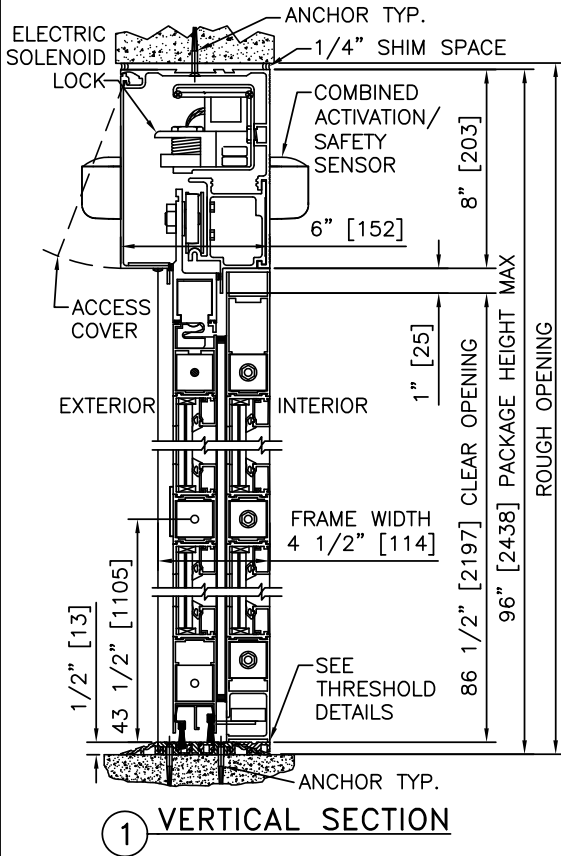 ANCHOR TYP.
ELECTRIC
SOLENOID
LOCK
1/4" SHIM SPACE
COMBINED
ACTIVATION/
SAFETY
SENSOR
8" [203]
6" [152]
ACCESS
COVER
1" [25]
EXTERIOR
INTERIOR
86 1/2" [2197] CLEAR OPENING
96" [2438] PACKAGE HEIGHT MAX
ROUGH OPENING
FRAME WIDTH
4 1/2" [114]
1/2" [13]
43 1/2" [1105]
SEE
THRESHOLD
DETAILS
ANCHOR TYP.
1 VERTICAL SECTION